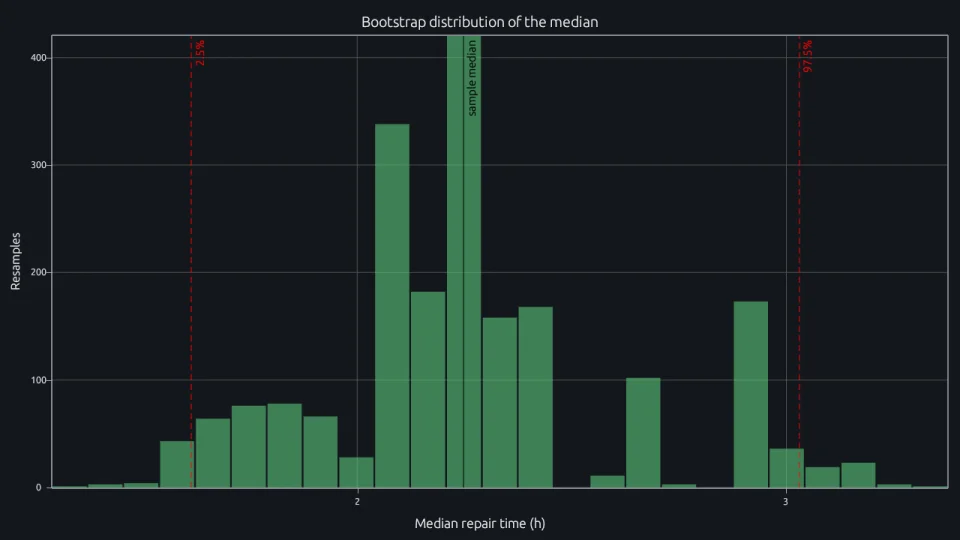 Bootstrap distribution of the median
2.5%
sample median
97.5%
400
300
200
100
0
Resamples
2
3
Median repair time (h)